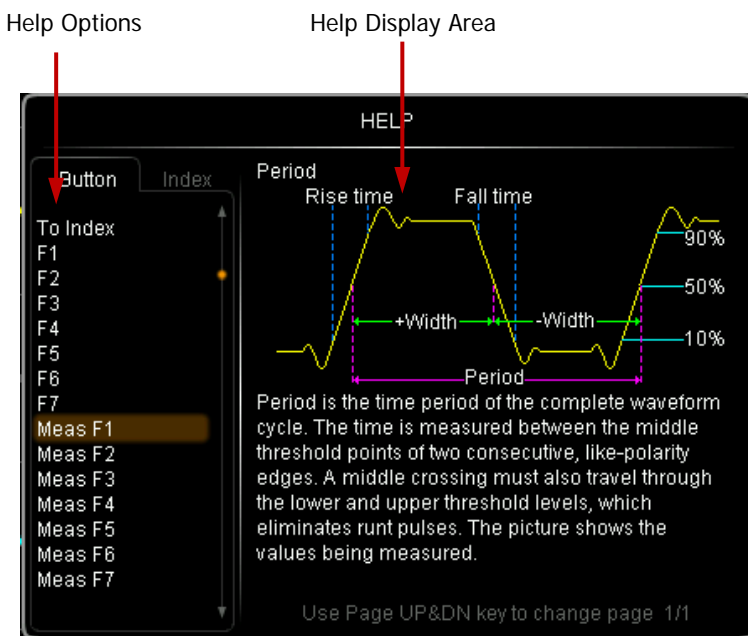 Help Options
Help Display Area
HELP
Button
Index
To Index
F1
F2
F3
F4
F5
F6
F7
Meas F1
Meas F2
Meas F3
Meas F4
Meas F5
Meas F6
Meas F7
Period
Rise time
Fall time
90%
50%
+Width
-Width
10%
Period
Period is the time period of the complete waveform
cycle. The time is measured between the middle
threshold points of two consecutive, like-polarity
edges. A middle crossing must also travel through
the lower and upper threshold levels, which
eliminates runt pulses. The picture shows the
values being measured.
Use Page UP&DN key to change page 1/1